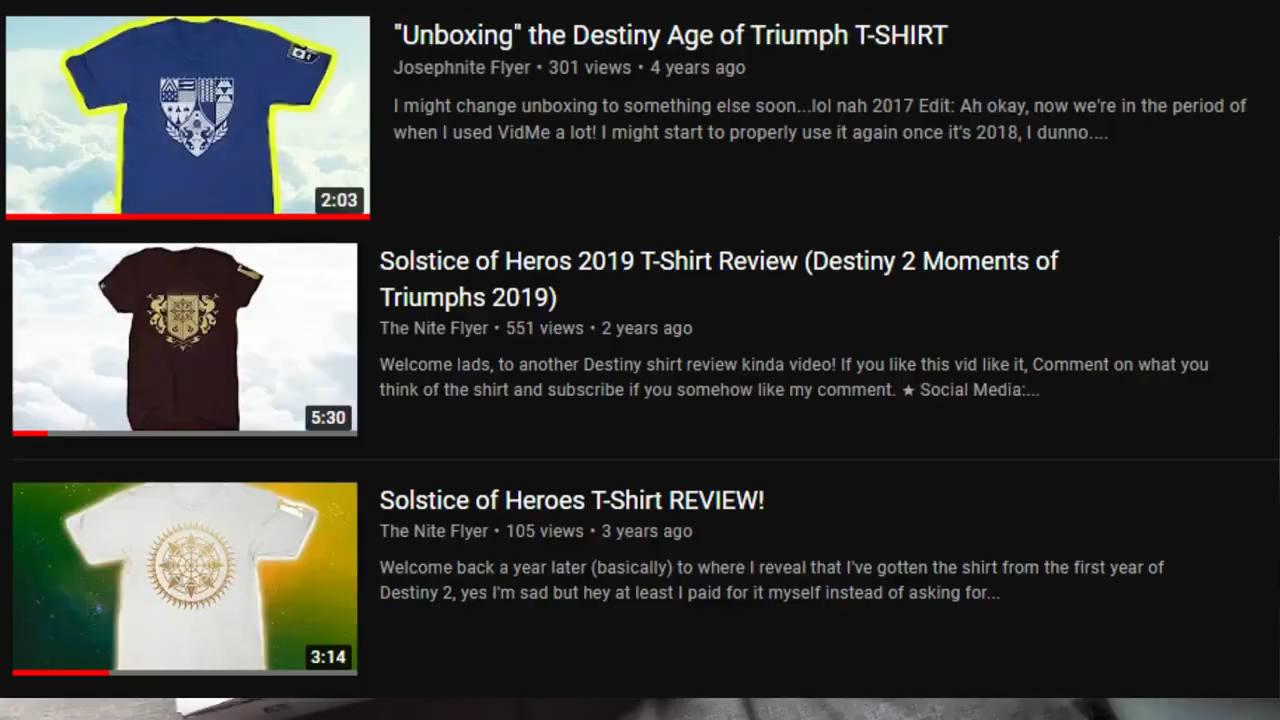 "Unboxing" the Destiny Age of Triumph T-SHIRT
Josephnite Flyer • 301 views • 4 years ago
I might change unboxing to something else soon...lol nah 2017 Edit: Ah okay, now we're in the period of
when I used VidMe a lot! I might start to properly use it again once it's 2018, I dunno....
2:03
Solstice of Heros 2019 T-Shirt Review (Destiny 2 Moments of
Triumphs 2019)
The Nite Flyer • 551 views • 2 years ago
Welcome lads, to another Destiny shirt review kinda video! If you like this vid like it, Comment on what you
think of the shirt and subscribe if you somehow like my comment. ★ Social Media:...
5:30
Solstice of Heroes T-Shirt REVIEW!
The Nite Flyer • 105 views • 3 years ago
Welcome back a year later (basically) to where I reveal that I've gotten the shirt from the first year of
Destiny 2, yes I'm sad but hey at least I paid for it myself instead of asking for...
3:14